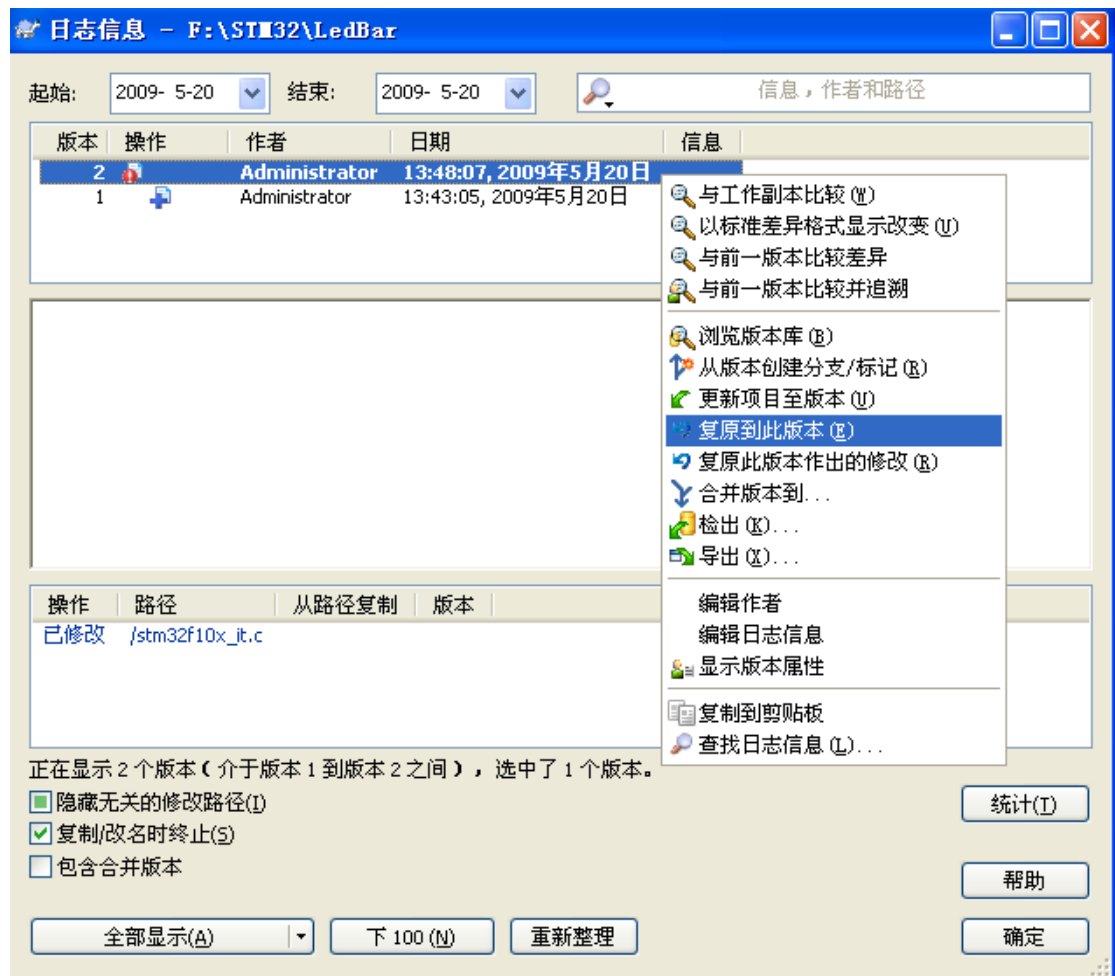 日志信息 - F:\STM32\LedBar
起始: 2009- 5-20 结束: 2009- 5-20 信息，作者和路径
版本 操作 作者 日期 信息
2 Administrator 13:48:07, 2009年5月20日
1 Administrator 13:43:05, 2009年5月20日
与工作副本比较(W)
以标准差异格式显示改变(U)
与前一版本比较差异
与前一版本比较并追溯
浏览版本库(B)
从版本创建分支/标记(R)
更新项目至版本(U)
复原到此版本(E)
复原此版本作出的修改(R)
合并版本到...
检出(K)...
导出(X)...
编辑作者
编辑日志信息
显示版本属性
复制到剪贴板
查找日志信息(L)...
操作 路径 从路径复制 版本
已修改 /stm32f10x_it.c
正在显示2个版本(介于版本1到版本2之间)，选中了1个版本。
隐藏无关的修改路径(I)
统计(T)
复制/改名时终止(S)
包含合并版本
帮助
全部显示(A) 下 100 (N) 重新整理 确定